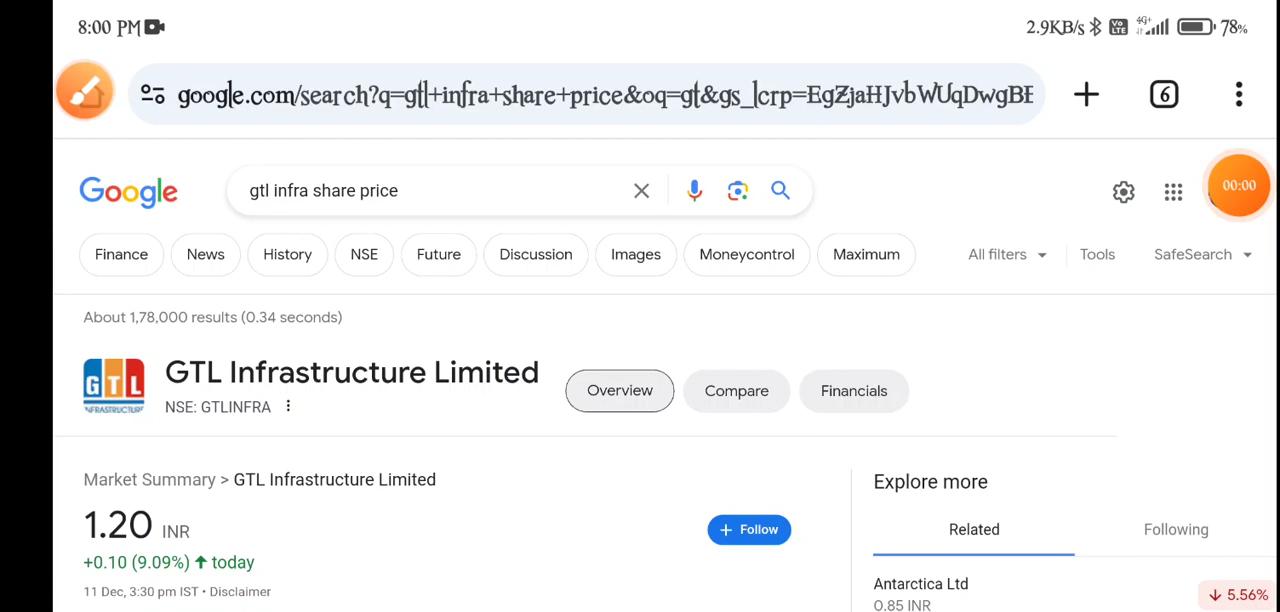 8:00 PM
2.9KB/s Vo LTE 4G+ 78%
google.com/search?q=gtl+infra+share+price&oq=gt&gs_lcrp=EgZjaHJvbWUqDwgBE
6
Google
gtl infra share price
00:00
Finance News History NSE Future Discussion Images Moneycontrol Maximum All filters Tools SafeSearch
About 1,78,000 results (0.34 seconds)
GTL
INFRASTRUCTURE
GTL Infrastructure Limited
NSE: GTLINFRA
Overview Compare Financials
Market Summary > GTL Infrastructure Limited
1.20 INR
+ Follow
+0.10 (9.09%) ↑ today
11 Dec, 3:30 pm IST • Disclaimer
Explore more
Related Following
Antarctica Ltd
0.85 INR
↓ 5.56%